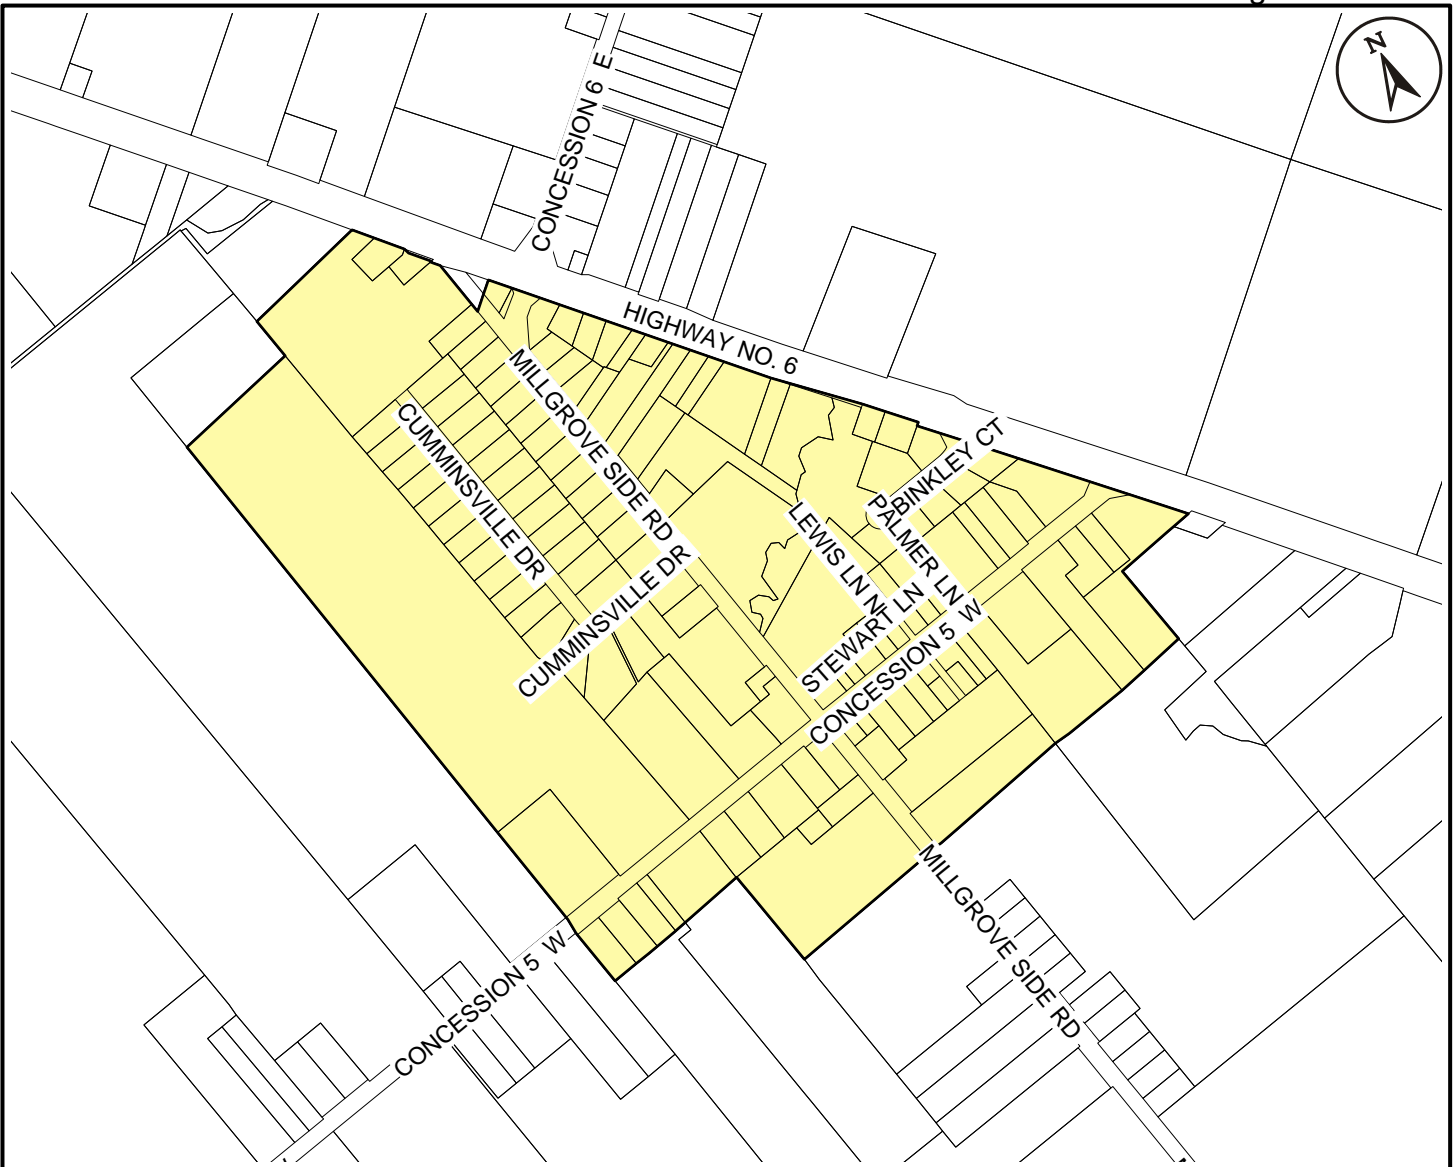 N
CONCESSION 6 E
HIGHWAY NO. 6
MILLGROVE SIDE RD
CUMMINSVILLE DR
BINKLEY CT
PALMER LN
LEWIS LN N
CUMMINSVILLE DR
STEWART LN
CONCESSION 5 W
MILLGROVE SIDE RD
CONCESSION 5 W